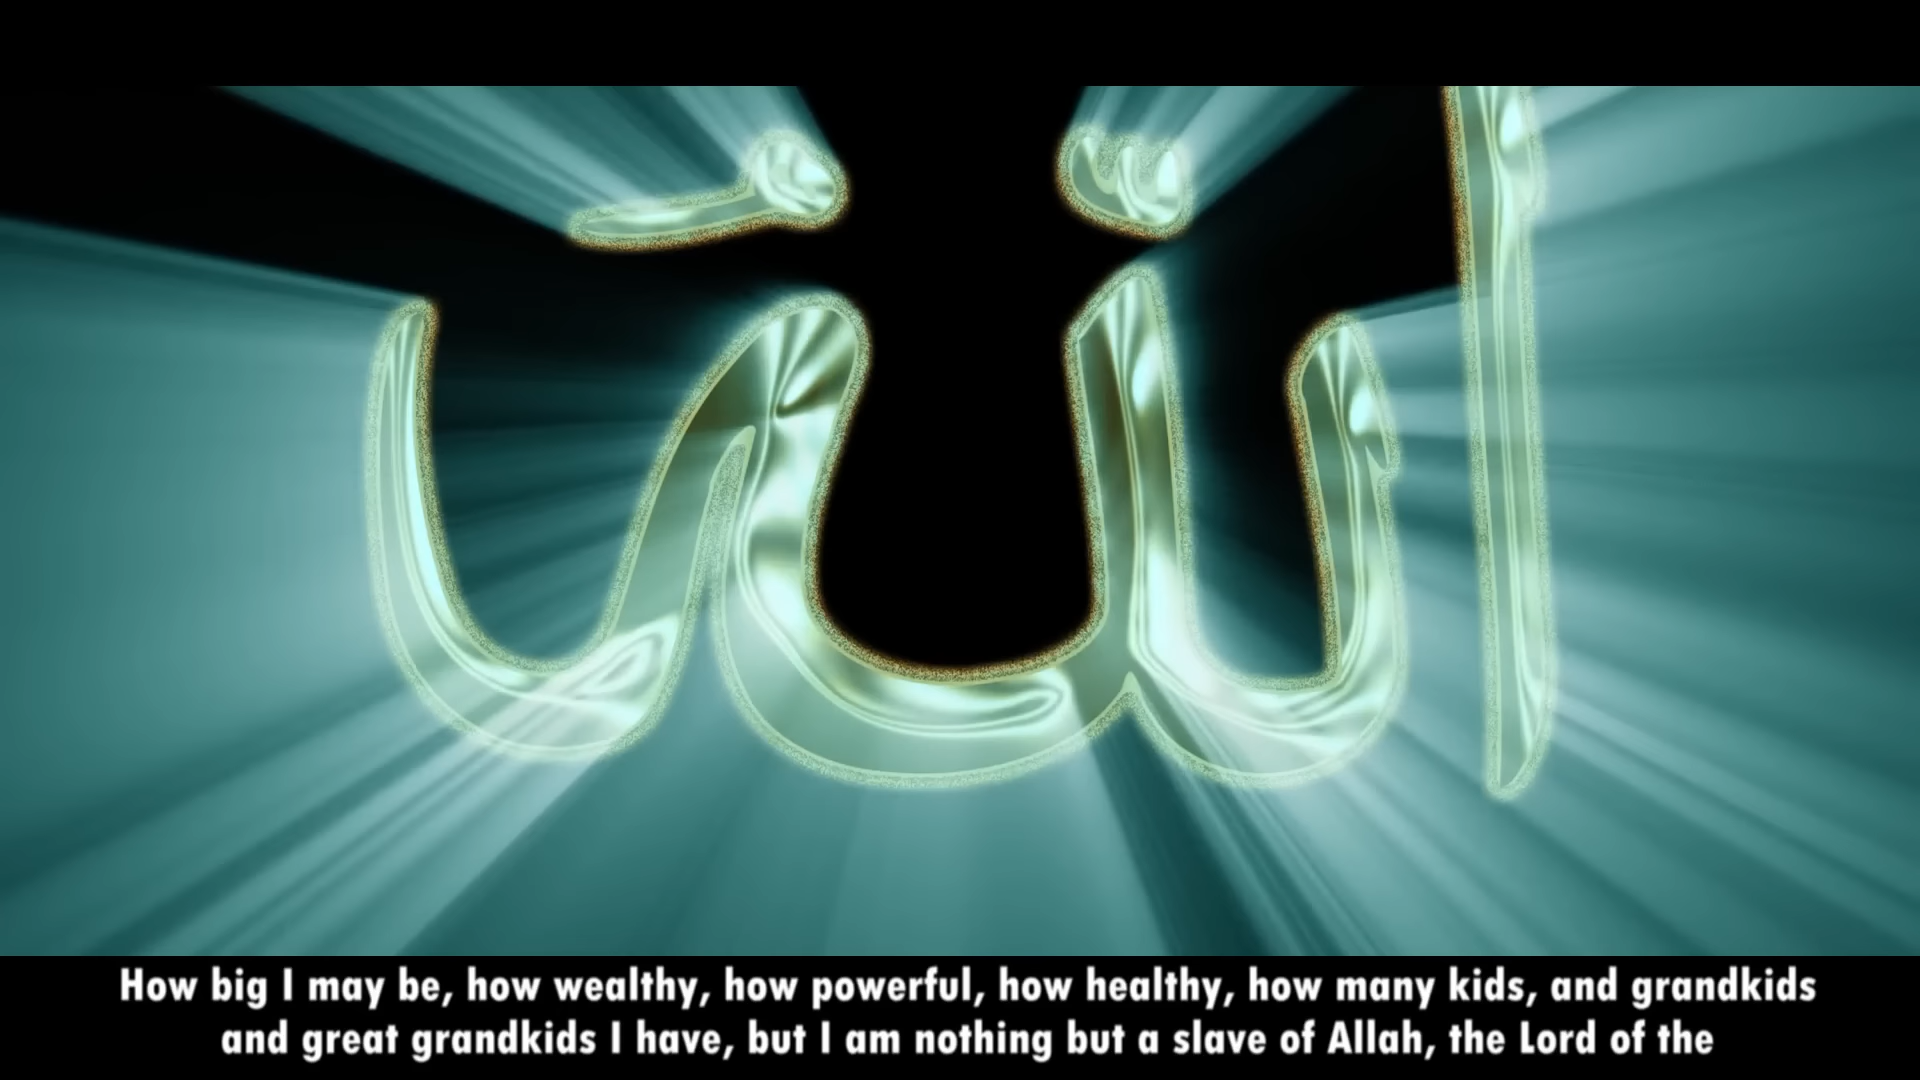 الله
How big I may be, how wealthy, how powerful, how healthy, how many kids, and grandkids
and great grandkids I have, but I am nothing but a slave of Allah, the Lord of the